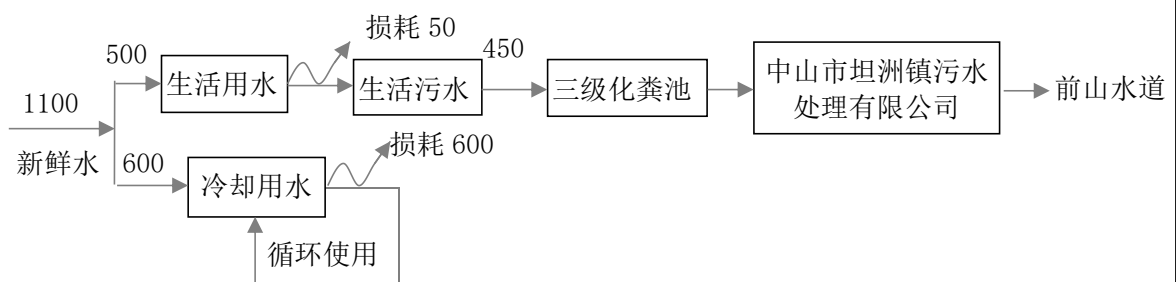 损耗 50
500
450
生活用水
生活污水
三级化粪池
中山市坦洲镇污水
处理有限公司
前山水道
1100
新鲜水
600
损耗 600
冷却用水
循环使用